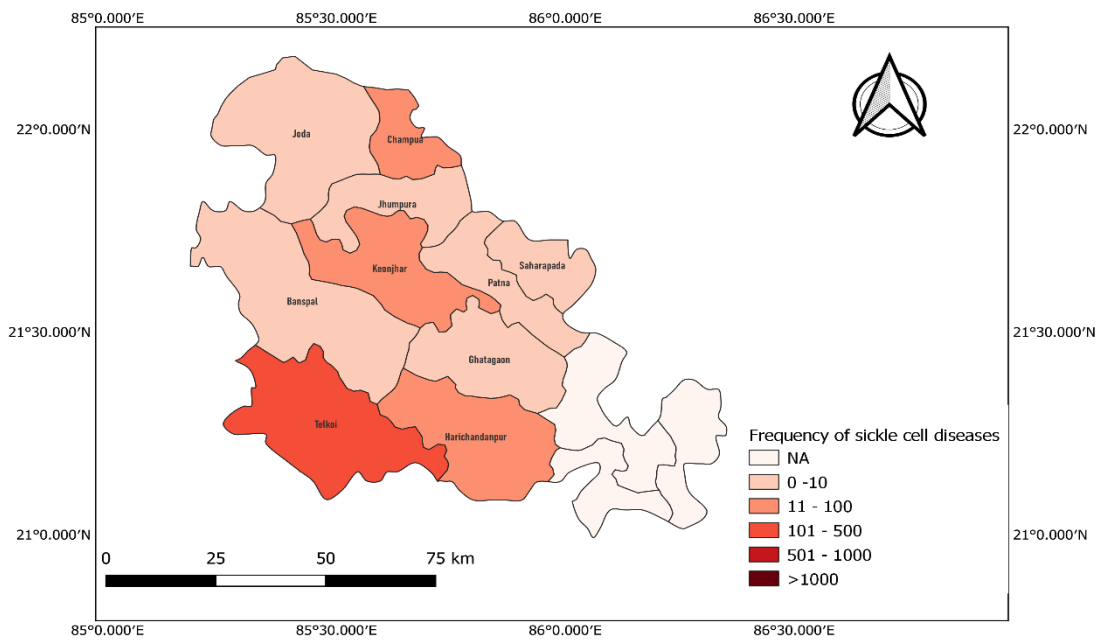 85°0.000′E 85°30.000′E 86°0.000′E 86°30.000′E
22°0.000′N 22°0.000′N
Joda
Champua
Jhumpura
Keonjhar
Saharapada
Patna
Banspal
21°30.000′N 21°30.000′N
Ghatagaon
Telkoi
Harichandanpur
Frequency of sickle cell diseases
NA
0 -10
11 - 100
101 - 500
501 - 1000
>1000
21°0.000′N 21°0.000′N
0 25 50 75 km
85°0.000′E 85°30.000′E 86°0.000′E 86°30.000′E